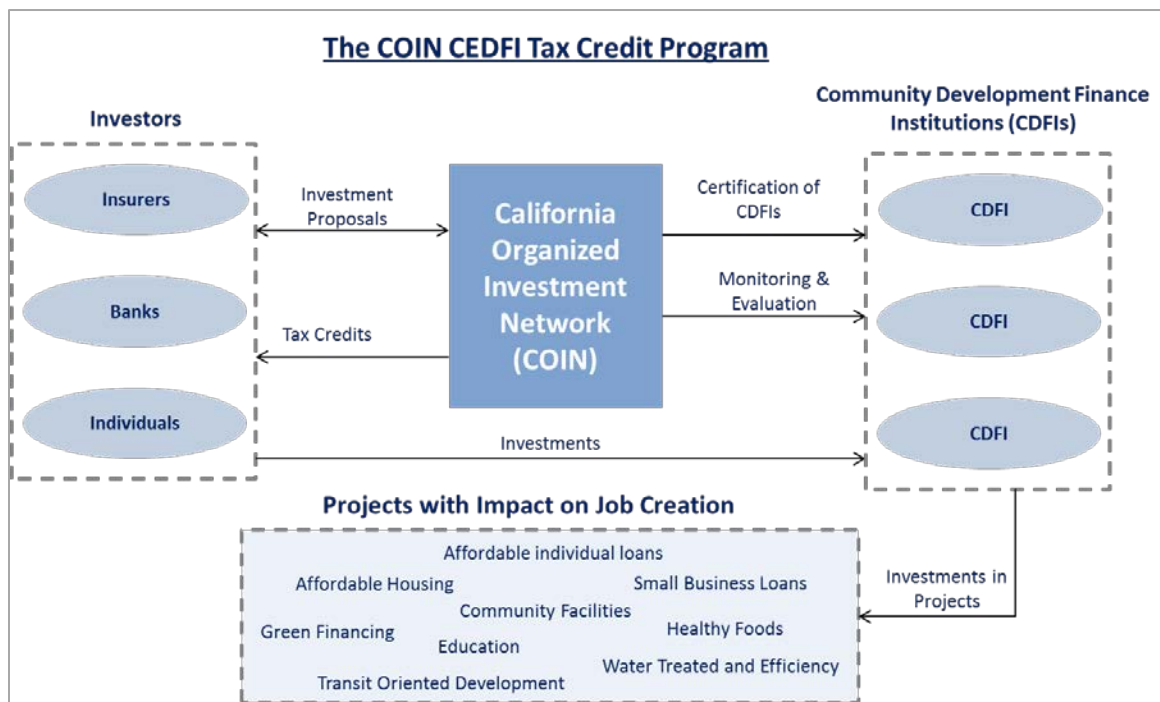 The COIN CEDFI Tax Credit Program
Investors
Insurers
Banks
Individuals
Investment
Proposals
Tax Credits
California
Organized
Investment
Network
(COIN)
Certification of
CDFIs
Monitoring &
Evaluation
Investments
Community Development Finance
Institutions (CDFIs)
CDFI
CDFI
CDFI
Investments in
Projects
Projects with Impact on Job Creation
Affordable individual loans
Affordable Housing
Small Business Loans
Community Facilities
Green Financing
Healthy Foods
Education
Water Treated and Efficiency
Transit Oriented Development